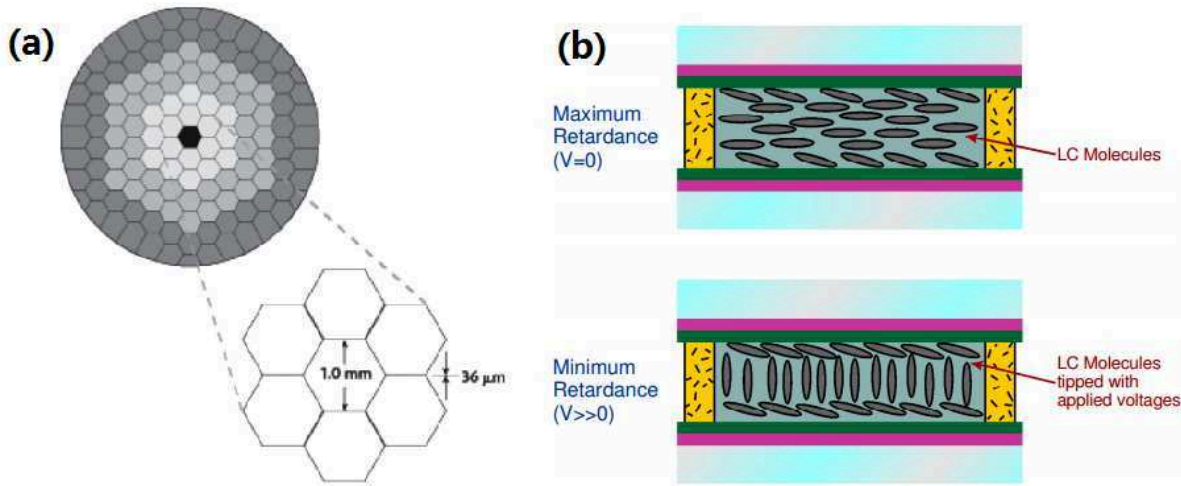 (a)
1.0 mm
36 μm
(b)
Maximum
Retardance
(V=0)
LC Molecules
Minimum
Retardance
(V>>0)
LC Molecules
tipped with
applied voltages